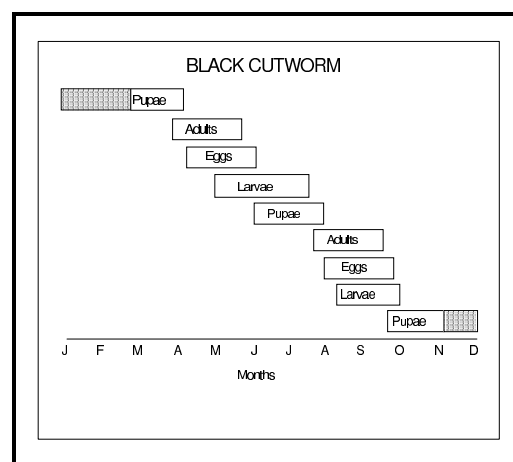 BLACK CUTWORM
Pupae
Adults
Eggs
Larvae
Pupae
Adults
Eggs
Larvae
Pupae
J F M A M J J A S O N D
Months